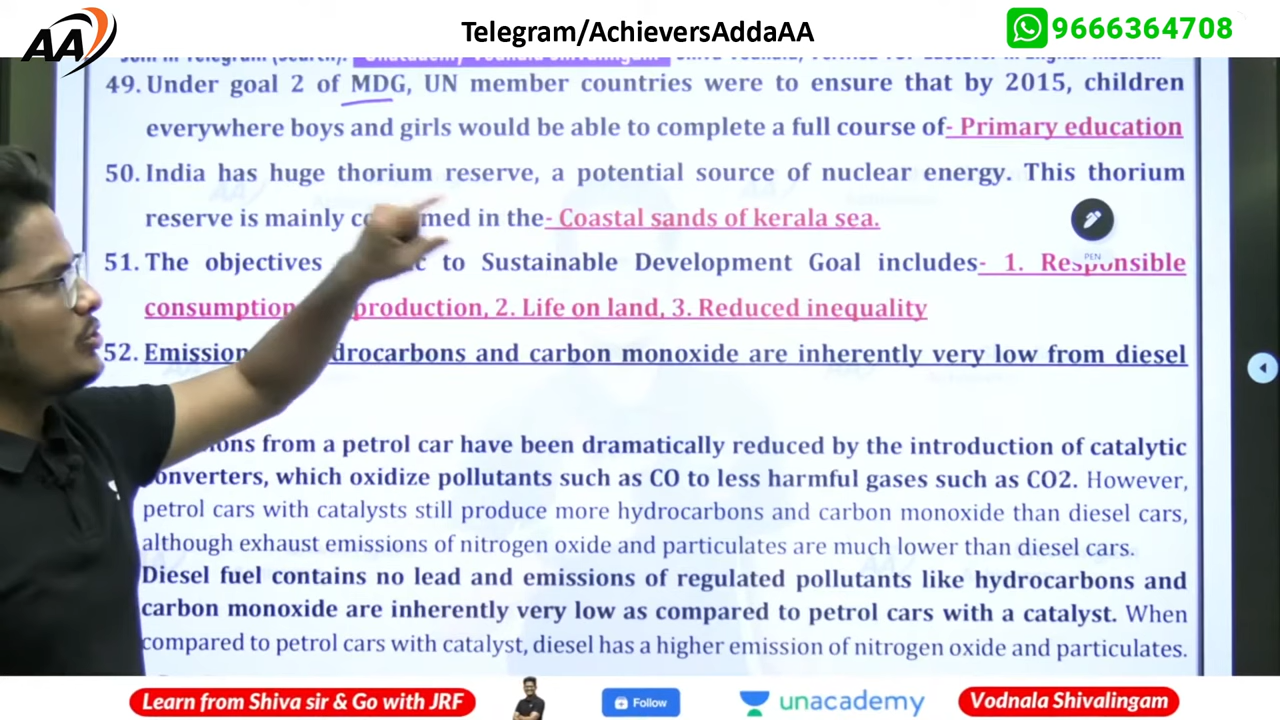 AA
Telegram/AchieversAddaAA
9666364708
49. Under goal 2 of MDG, UN member countries were to ensure that by 2015, children
everywhere boys and girls would be able to complete a full course of- Primary education
50. India has huge thorium reserve, a potential source of nuclear energy. This thorium
reserve is mainly in the- Coastal sands of kerala sea.
PEN
51. The objectives to Sustainable Development Goal includes- 1. Responsible
consumption production, 2. Life on land, 3. Reduced inequality
52. Emission and carbon monoxide are inherently very low from diesel
from a petrol car have been dramatically reduced by the introduction of catalytic
converters, which oxidize pollutants such as CO to less harmful gases such as CO2. However,
petrol cars with catalysts still produce more hydrocarbons and carbon monoxide than diesel cars,
although exhaust emissions of nitrogen oxide and particulates are much lower than diesel cars.
Diesel fuel contains no lead and emissions of regulated pollutants like hydrocarbons and
carbon monoxide are inherently very low as compared to petrol cars with a catalyst. When
compared to petrol cars with catalyst, diesel has a higher emission of nitrogen oxide and particulates.
Learn from Shiva sir & Go with JRF
Follow
unacademy
Vodnala Shivalingam